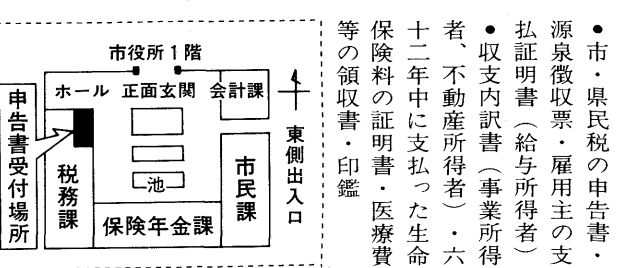 ●市・県民税の申告書・
源泉徴収票・雇用主の支
払証明書（給与所得者）
●収支内訳書（事業所得
者、不動産所得者）・六
十二年中に支払った生命
保険料の証明書・医療費
等の領収書・印鑑
市役所1階
ホール
正面玄関
会計課
東側出入口
申告書受付場所
税務課
池
市民課
保険年金課